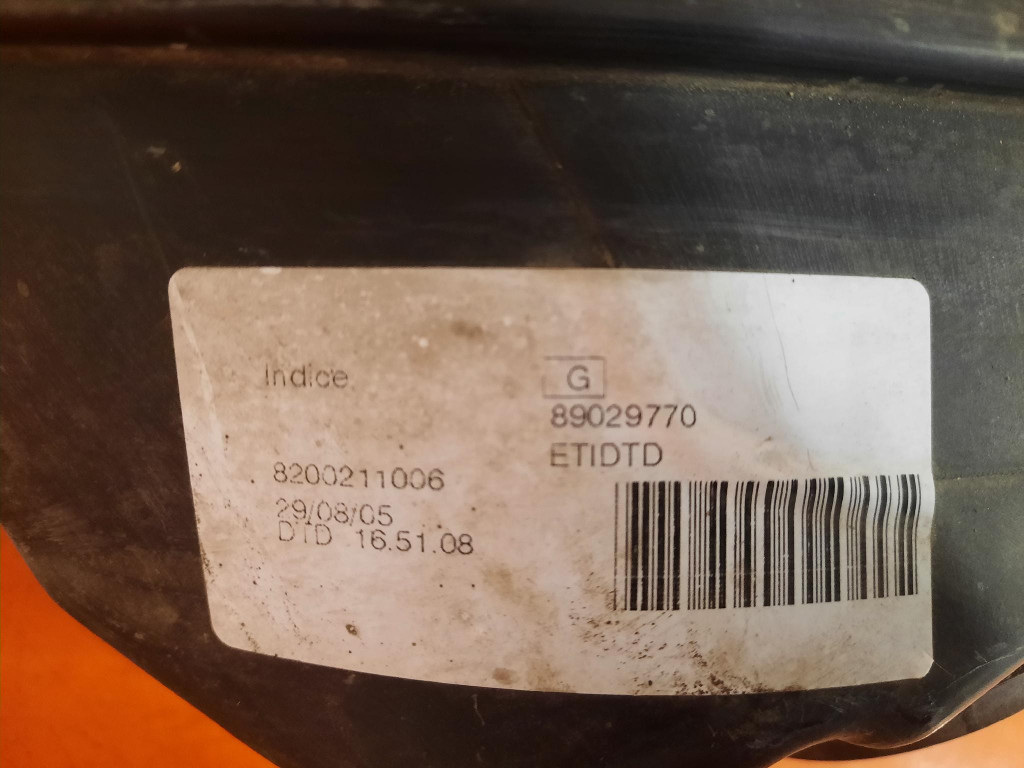 Indice G
89029770
ETIDTD
8200211006
29/08/05
DTD 16.51.08